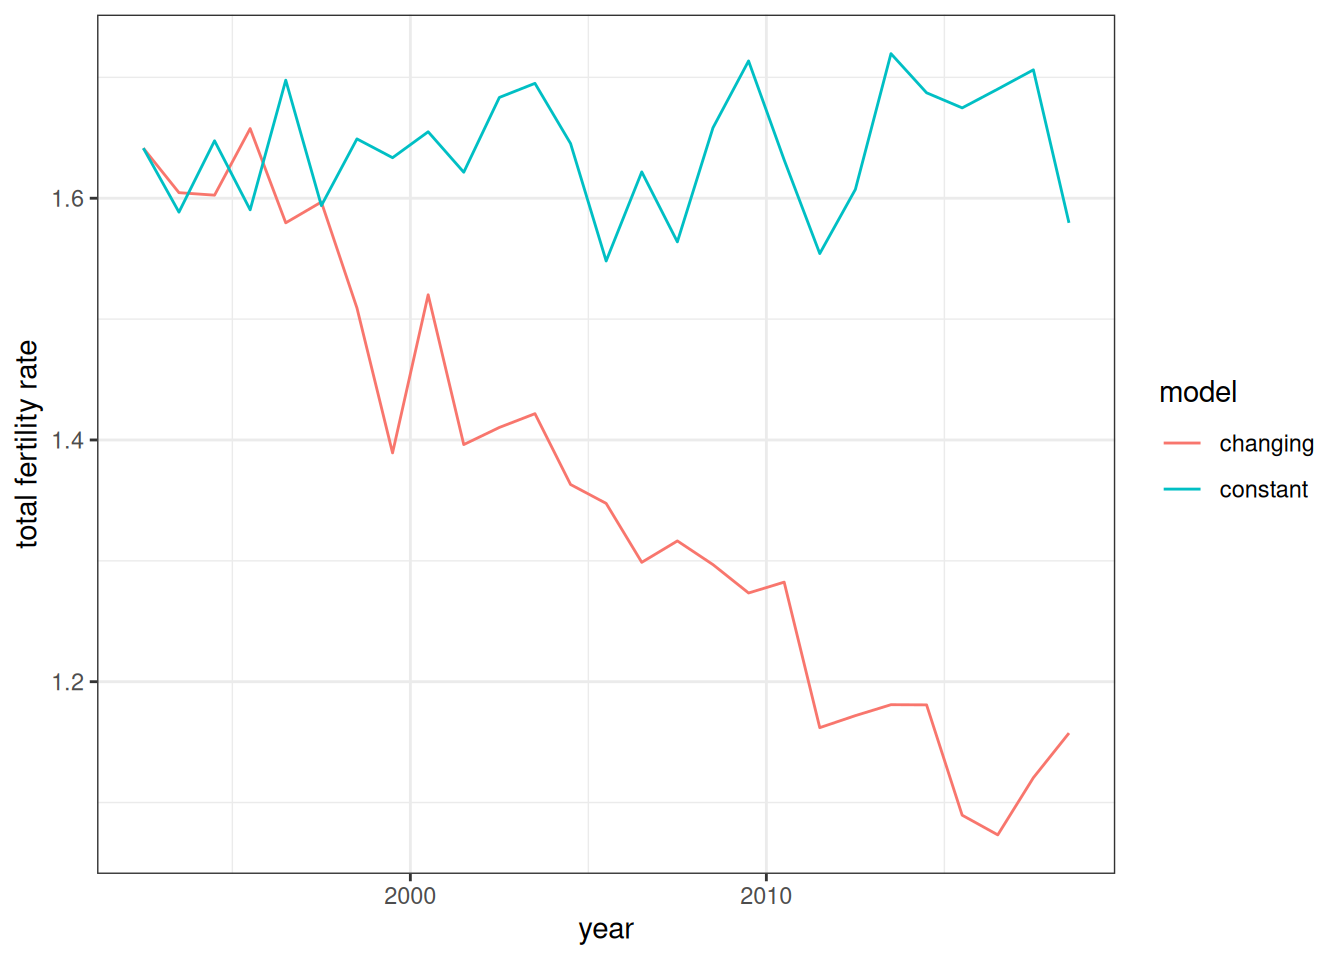 total fertility rate
1.6
1.4
1.2
2000
2010
year
model
changing
constant